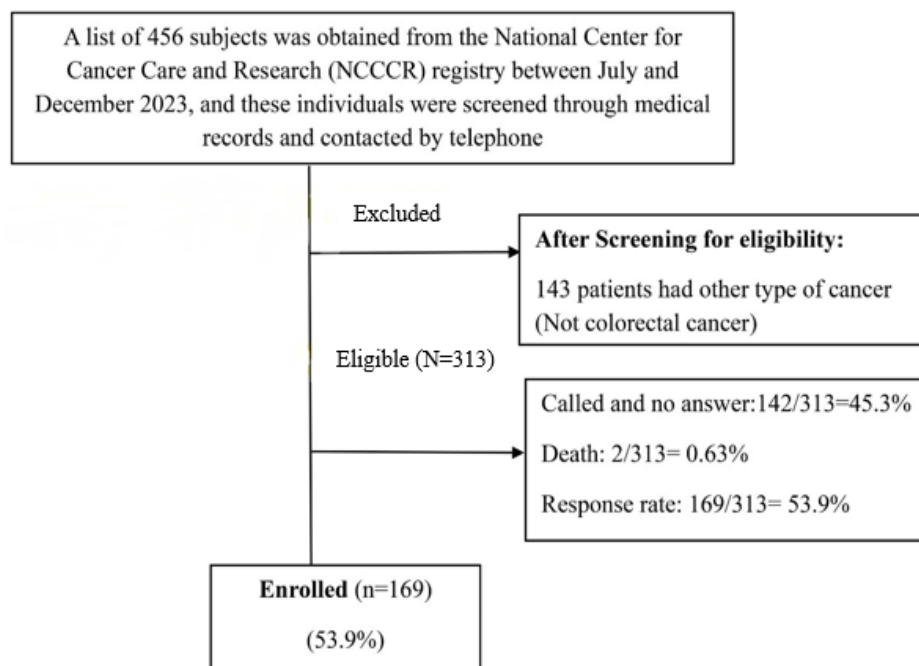 A list of 456 subjects was obtained from the National Center for
Cancer Care and Research (NCCCR) registry between July and
December 2023, and these individuals were screened through medical
records and contacted by telephone
Excluded
After Screening for eligibility:
143 patients had other type of cancer
(Not colorectal cancer)
Eligible (N=313)
Called and no answer:142/313=45.3%
Death: 2/313= 0.63%
Response rate: 169/313= 53.9%
Enrolled (n=169)
(53.9%)